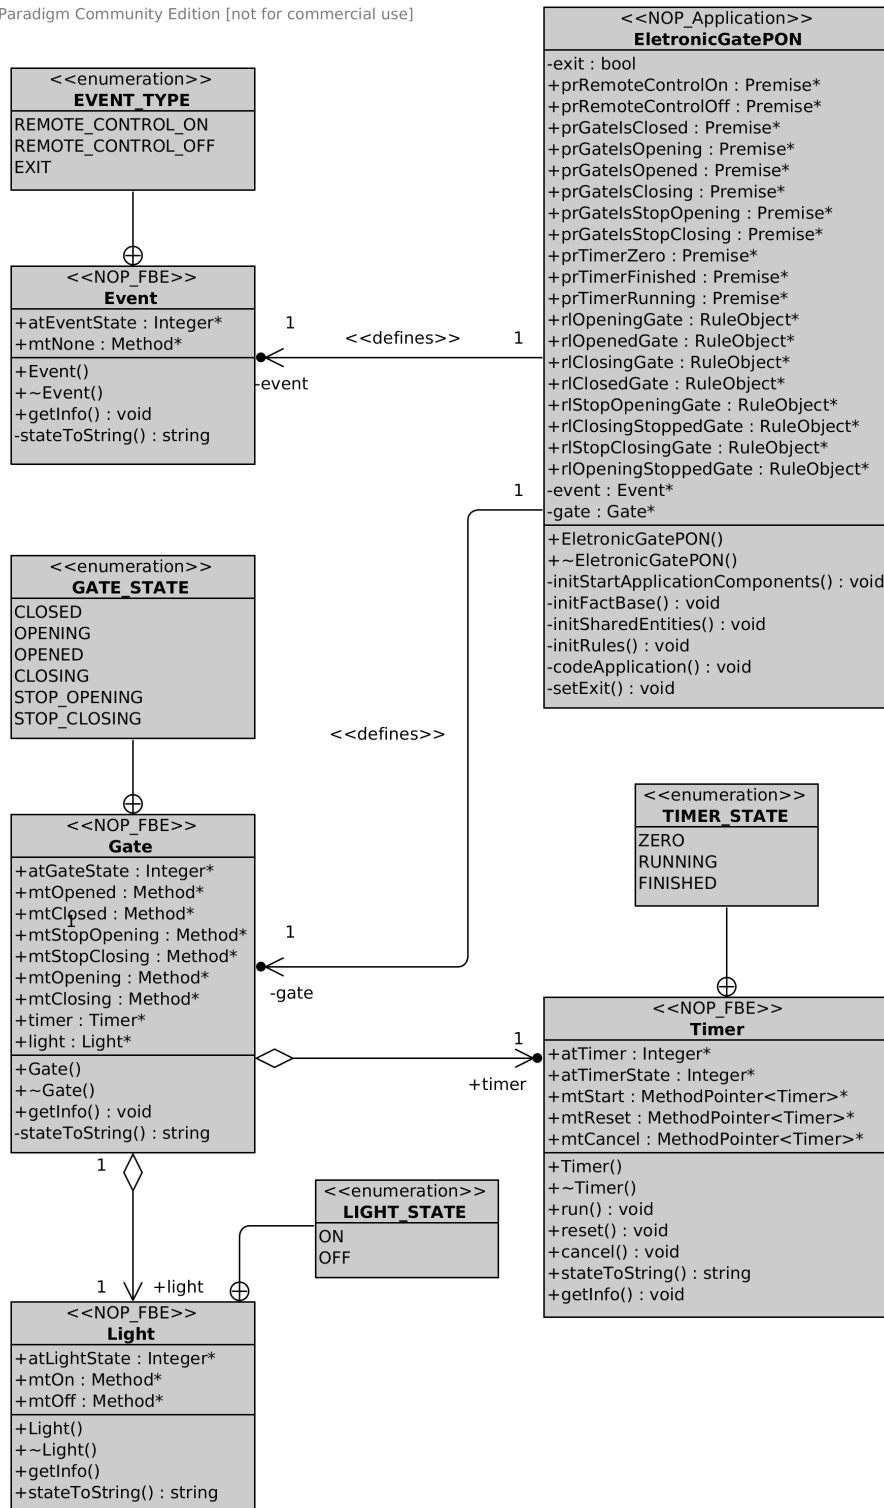 Paradigm Community Edition [not for commercial use]
<<NOP_Application>>
EletronicGatePON
-exit : bool
+prRemoteControlOn : Premise*
+prRemoteControlOff : Premise*
+prGateIsClosed : Premise*
+prGateIsOpening : Premise*
+prGateIsOpened : Premise*
+prGateIsClosing : Premise*
+prGateIsStopOpening : Premise*
+prGateIsStopClosing : Premise*
+prTimerZero : Premise*
+prTimerFinished : Premise*
+prTimerRunning : Premise*
+rlOpeningGate : RuleObject*
+rlOpenedGate : RuleObject*
+rlClosingGate : RuleObject*
+rlClosedGate : RuleObject*
+rlStopOpeningGate : RuleObject*
+rlClosingStoppedGate : RuleObject*
+rlStopClosingGate : RuleObject*
+rlOpeningStoppedGate : RuleObject*
-event : Event*
-gate : Gate*
+EletronicGatePON()
+~EletronicGatePON()
-initStartApplicationComponents() : void
-initFactBase() : void
-initSharedEntities() : void
-initRules() : void
-codeApplication() : void
-setExit() : void
<<enumeration>>
EVENT_TYPE
REMOTE_CONTROL_ON
REMOTE_CONTROL_OFF
EXIT
<<NOP_FBE>>
Event
+atEventState : Integer*
+mtNone : Method*
+Event()
+~Event()
+getInfo() : void
-stateToString() : string
1
<<defines>>
1
-event
1
<<enumeration>>
GATE_STATE
CLOSED
OPENING
OPENED
CLOSING
STOP_OPENING
STOP_CLOSING
<<defines>>
<<NOP_FBE>>
Gate
+atGateState : Integer*
+mtOpened : Method*
+mtClosed : Method*
1
+mtStopOpening : Method*
+mtStopClosing : Method*
+mtOpening : Method*
+mtClosing : Method*
+timer : Timer*
+light : Light*
+Gate()
+~Gate()
+getInfo() : void
-stateToString() : string
1
-gate
1
+timer
<<enumeration>>
TIMER_STATE
ZERO
RUNNING
FINISHED
<<NOP_FBE>>
Timer
+atTimer : Integer*
+atTimerState : Integer*
+mtStart : MethodPointer<Timer>*
+mtReset : MethodPointer<Timer>*
+mtCancel : MethodPointer<Timer>*
+Timer()
+~Timer()
+run() : void
+reset() : void
+cancel() : void
+stateToString() : string
+getInfo() : void
1
<<enumeration>>
LIGHT_STATE
ON
OFF
1
+light
<<NOP_FBE>>
Light
+atLightState : Integer*
+mtOn : Method*
+mtOff : Method*
+Light()
+~Light()
+getInfo()
+stateToString() : string